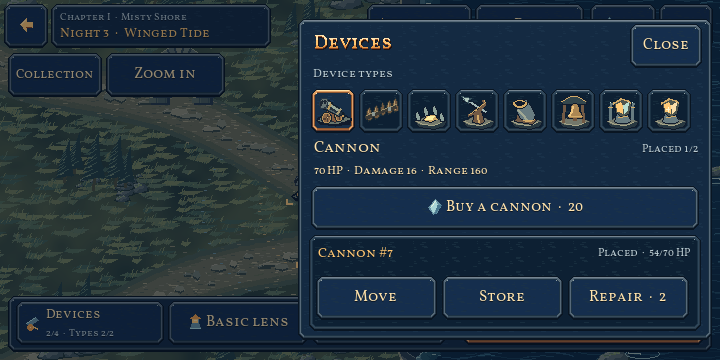 Chapter I · Misty Shore
Night 3 · Winged Tide
Collection
Zoom in
Devices
Close
Device types
Cannon
Placed 1/2
70 HP · Damage 16 · Range 160
Buy a cannon · 20
Cannon #7
Placed · 54/70 HP
Move
Store
Repair · 2
Devices
2/4 · Types 2/2
Basic lens